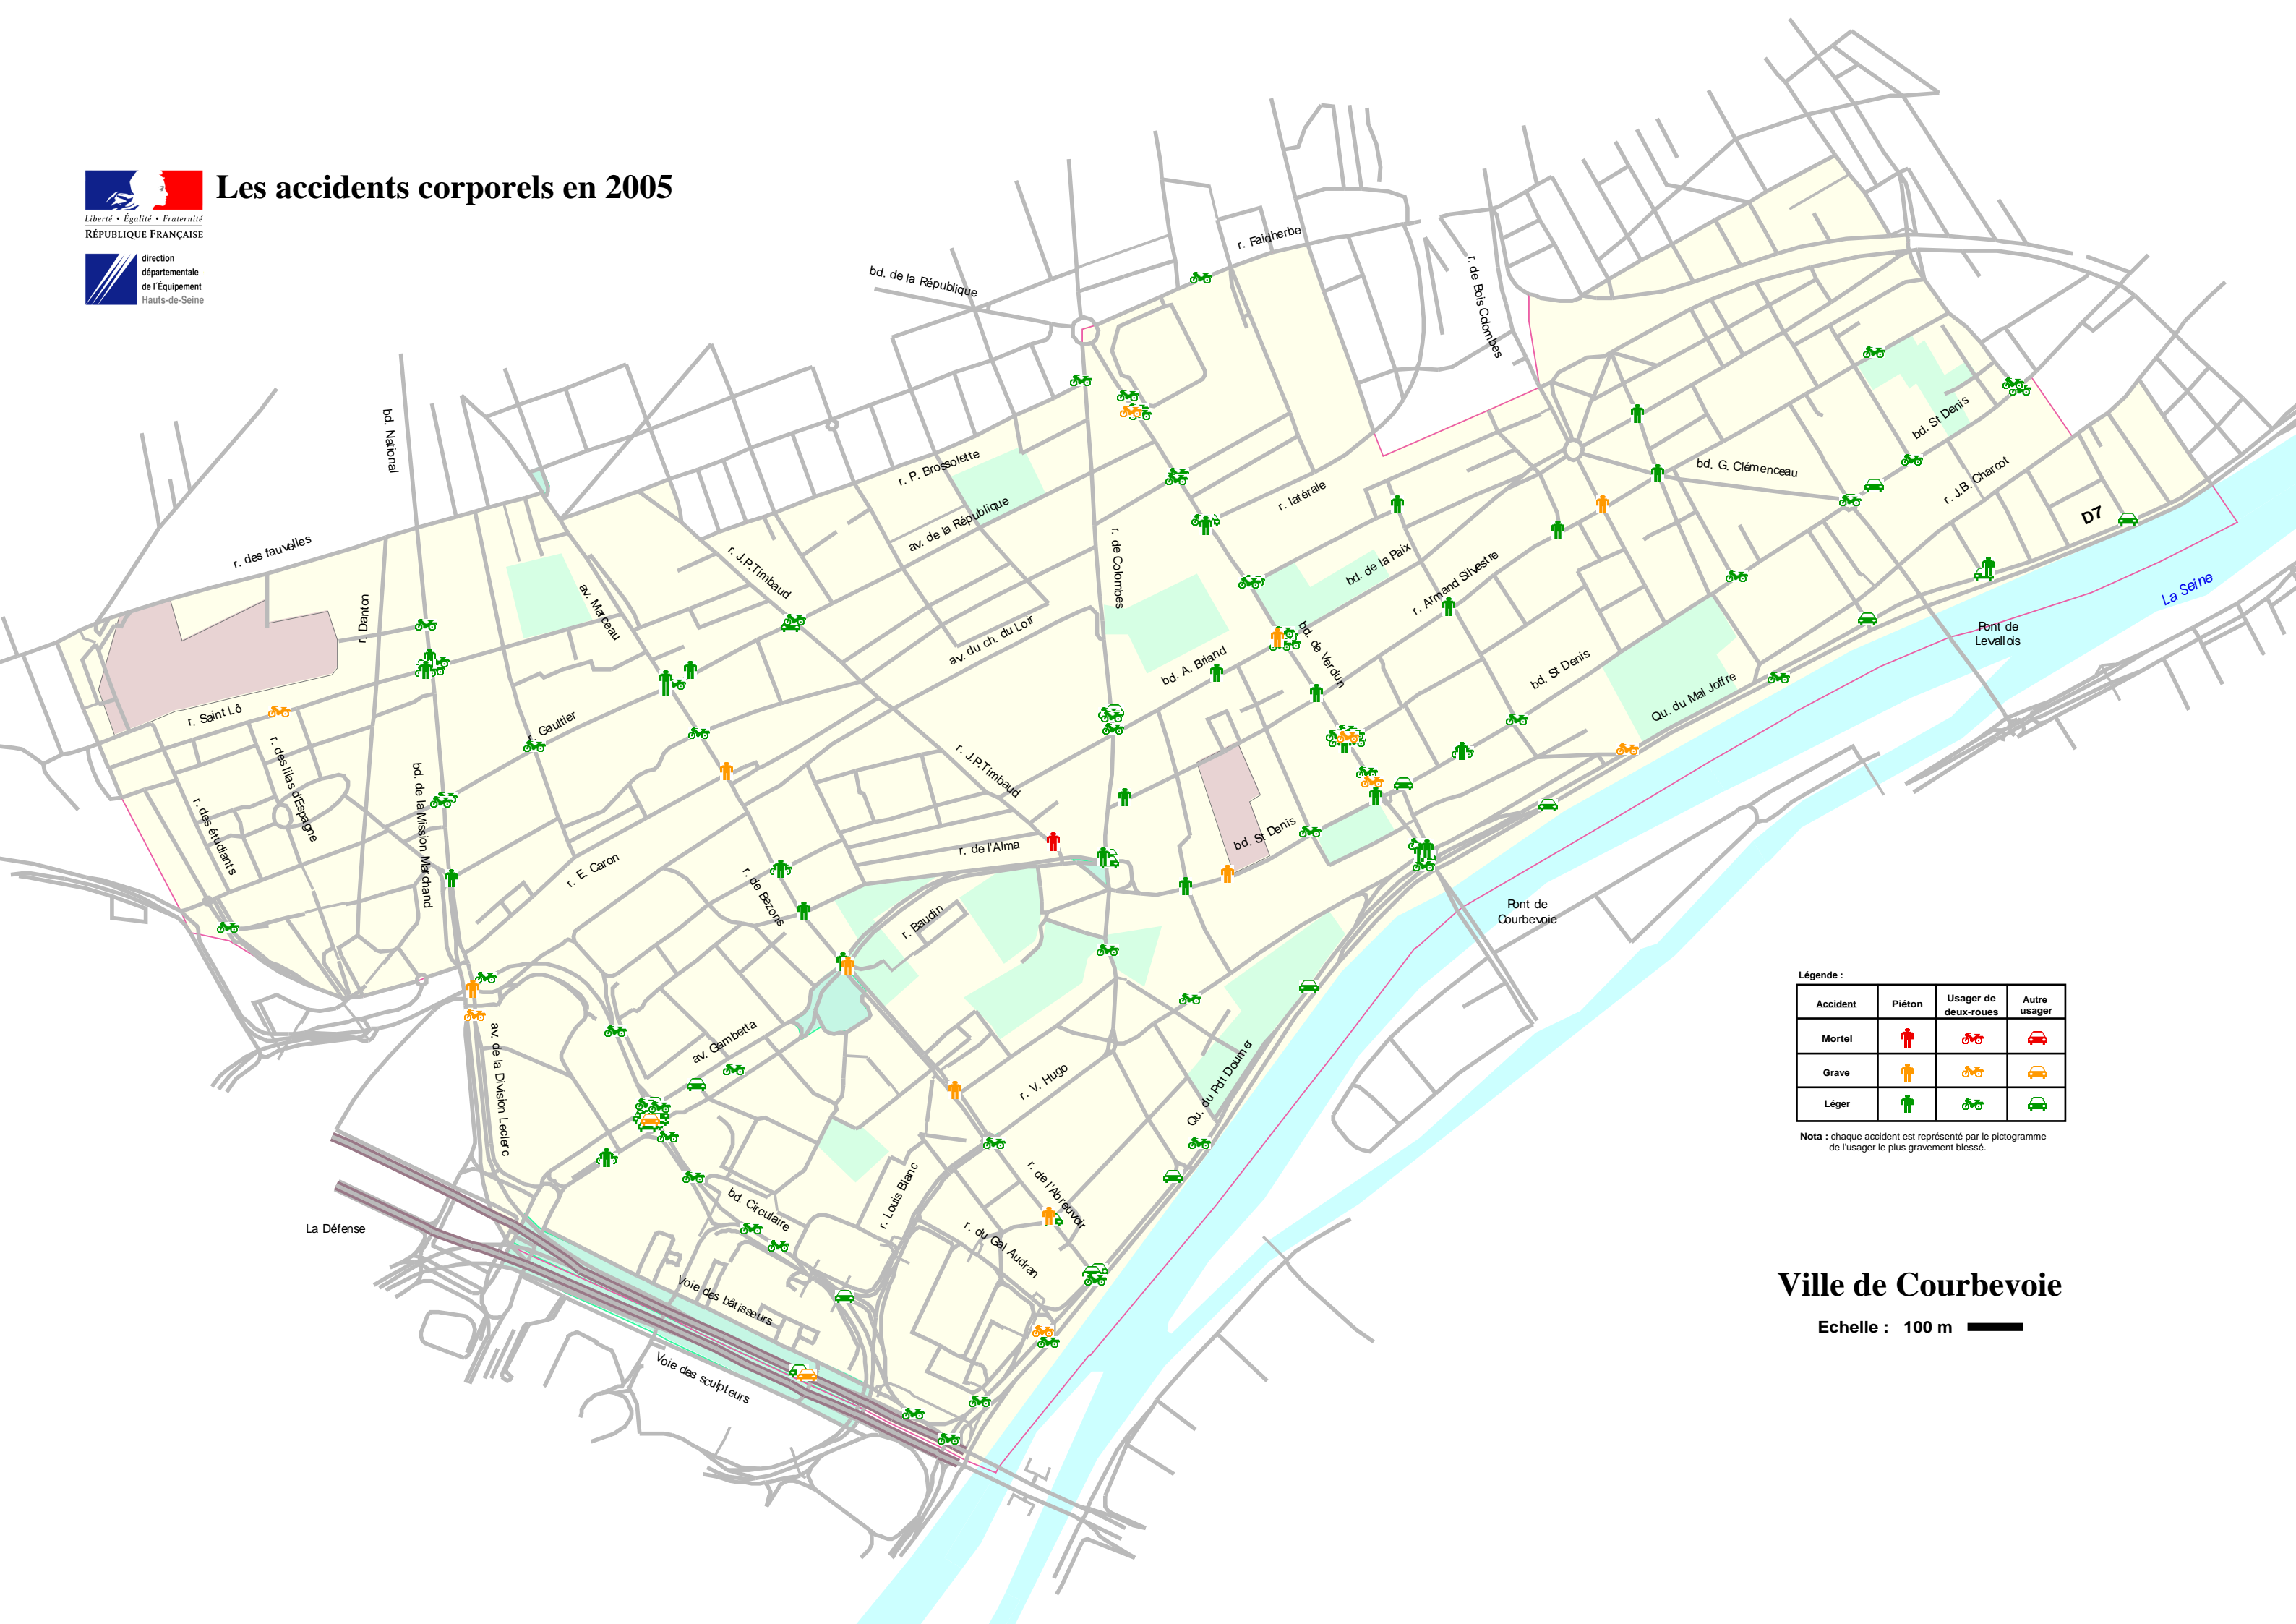 Les accidents corporels en 2005
Liberté • Égalité • Fraternité
RÉPUBLIQUE FRANÇAISE
direction
départementale
de l'Équipement
Hauts-de-Seine
r. Faidherbe
bd. de la République
r. de Bois Colombes
bd. National
r. P. Brossolette
bd. St Denis
r. latérale
bd. G. Clémenceau
r. J.B. Charcot
av. de la République
D7
r. des fauvelles
r. J.P.Timbaud
r. de Colombes
bd. de la Paix
r. Armand Silvestre
La Seine
r. Danton
av. Marceau
av. du ch. du Loir
Pont de
Levallois
bd. de Verdun
bd. A. Briand
bd. St Denis
Qu. du Mal Joffre
r. Saint Lô
r. Gaultier
r. des lilas d'Espagne
r. J.P.Timbaud
bd. de la Mission Marchand
r. des étudiants
bd. St Denis
r. de l'Alma
r. E. Caron
r. de Bezons
r. Baudin
Pont de
Courbevoie
av. Gambetta
av. de la Division Leclerc
r. V. Hugo
Qu. du Pdt Doumer
r. Louis Blanc
r. de l'Abreuvoir
bd. Circulaire
r. du Gal Audran
La Défense
Voie des bâtisseurs
Voie des sculpteurs
Légende :
Accident Piéton Usager de deux-roues Autre usager
Mortel
Grave
Léger
Nota : chaque accident est représenté par le pictogramme
de l'usager le plus gravement blessé.
Ville de Courbevoie
Echelle : 100 m